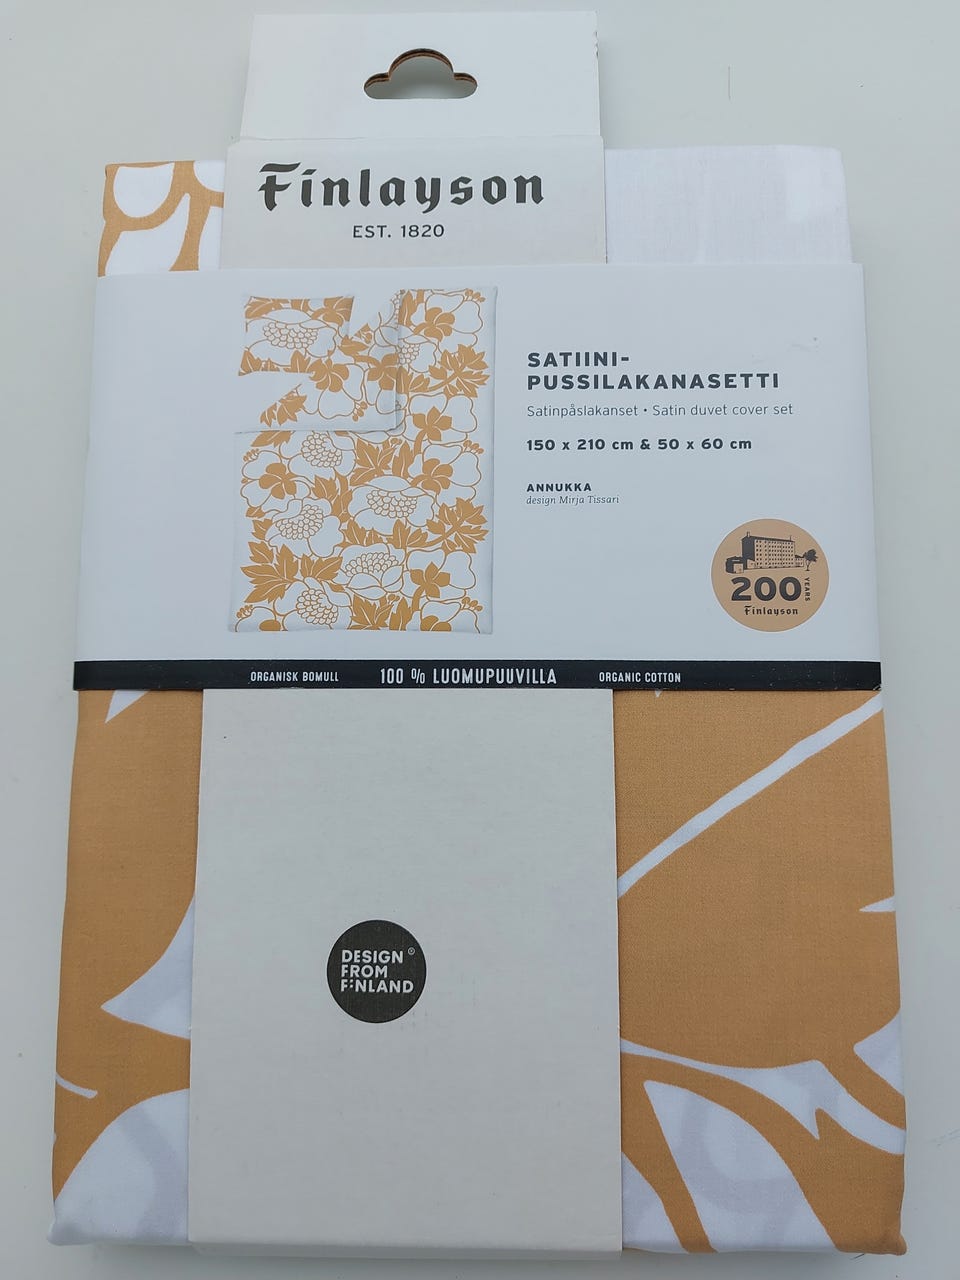 Finlayson
EST. 1820
SATIINI-
PUSSILAKANASETTI
Satinpåslakanset • Satin duvet cover set
150 x 210 cm & 50 x 60 cm
ANNUKKA
design Mirja Tissari
200 YEARS
Finlayson
ORGANISK BOMULL 100 % LUOMUPUUVILLA ORGANIC COTTON
DESIGN ®
FROM
FINLAND